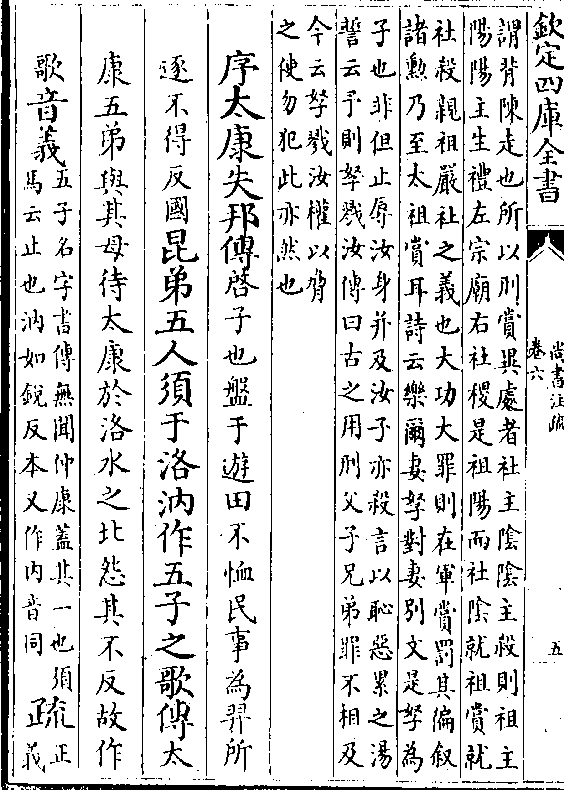 欽定四庫全書
尚書注疏
卷六
五
謂背陳走也所以刑賞異處者社主陰陰主殺則祖主
陽陽主生禮左宗廟右社稷是祖陽而社陰就祖賞就
社殺親祖嚴社之義也大功大罪則在軍賞罰其徧叙
諸勲乃至太祖賞耳詩云樂爾妻孥對妻別文是孥為
子也非但止辱汝身并及汝子亦殺言以恥惡累之湯
誓云予則孥戮汝傳曰古之用刑父子兄弟罪不相及
今云孥戮汝權以脅
之使勿犯此亦然也
序太康失邦傳啓子也盤于遊田不恤民事為羿所
逐不得反國昆弟五人須于洛汭作五子之歌傳太
康五弟與其母待太康於洛水之北怨其不反故作
歌音義
五子名字書傳無聞仲康蓋其一也須
馬云止也汭如銳反本又作内音同
疏
正
義